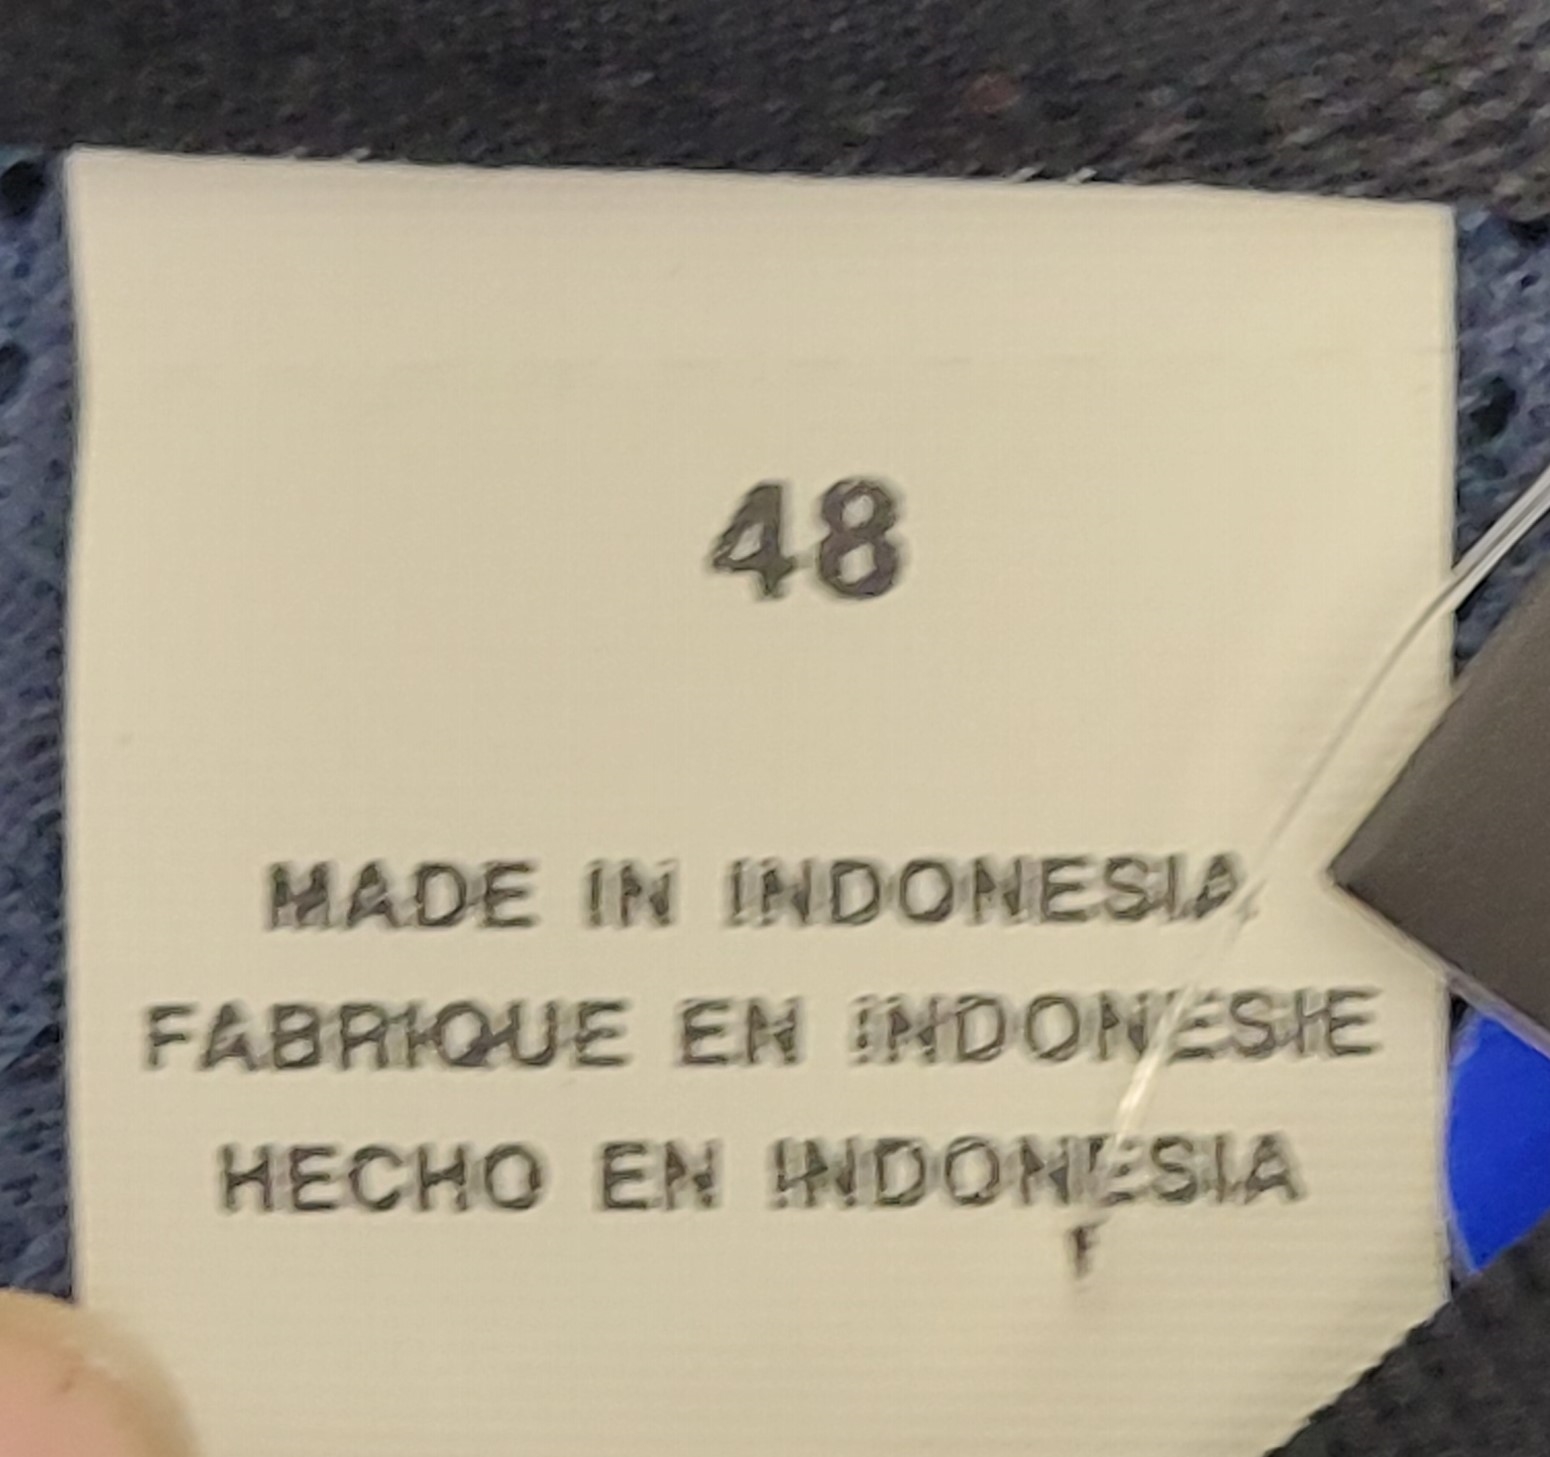 48
MADE IN INDONESIA
FABRIQUE EN INDONESIE
HECHO EN INDONESIA
F